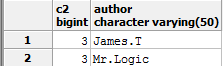 c2 author
bigint character varying(50)
1 3 James.T
2 3 Mr.Logic